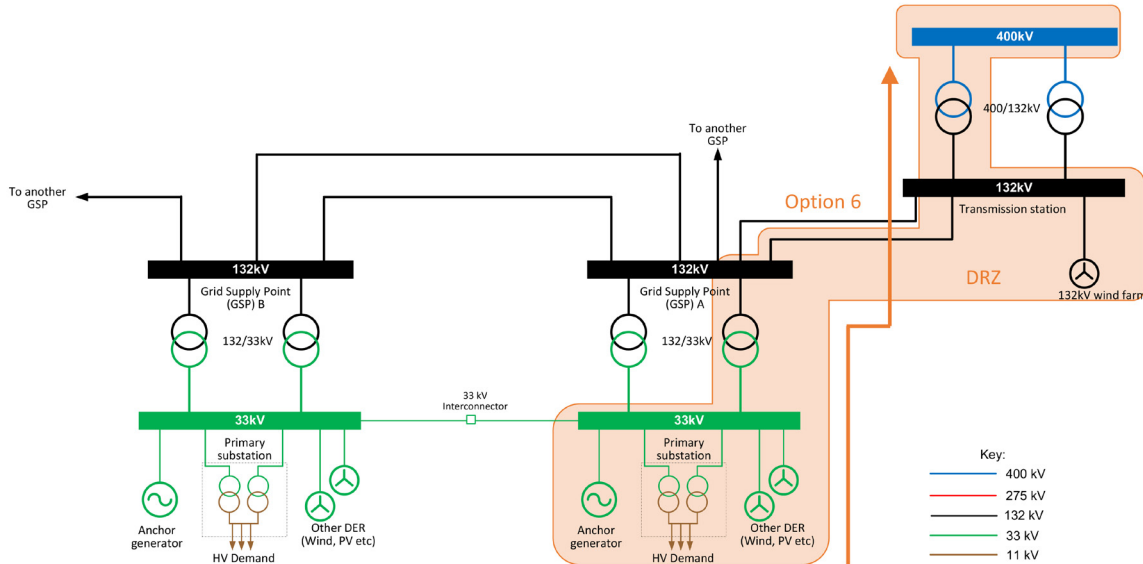 400kV
400/132kV
To another
GSP
To another
GSP
132kV
Transmission station
Option 6
132kV
132kV
Grid Supply Point
(GSP) B
Grid Supply Point
(GSP) A
DRZ
132kV wind farm
132/33kV
132/33kV
33 kV
Interconnector
33kV
33kV
Primary
substation
Primary
substation
Key:
400 kV
275 kV
132 kV
33 kV
11 kV
Anchor
generator
Other DER
(Wind, PV etc)
HV Demand
Anchor
generator
Other DER
(Wind, PV etc)
HV Demand